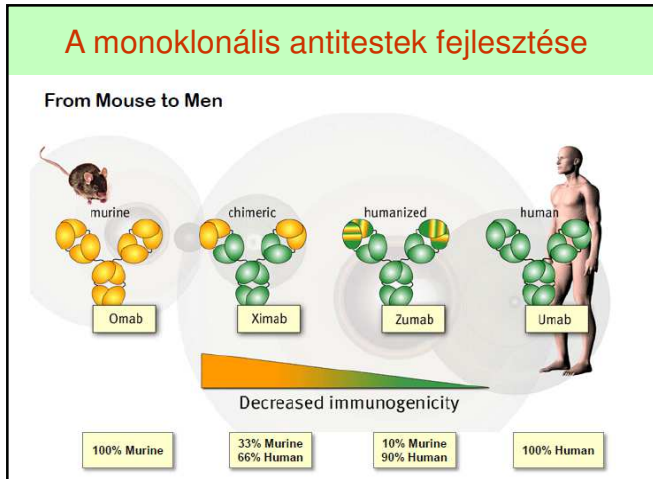 A monoklonális antitestek fejlesztése
From Mouse to Men
murine
chimeric
humanized
human
Omab
Ximab
Zumab
Umab
Decreased immunogenicity
100% Murine
33% Murine
66% Human
10% Murine
90% Human
100% Human